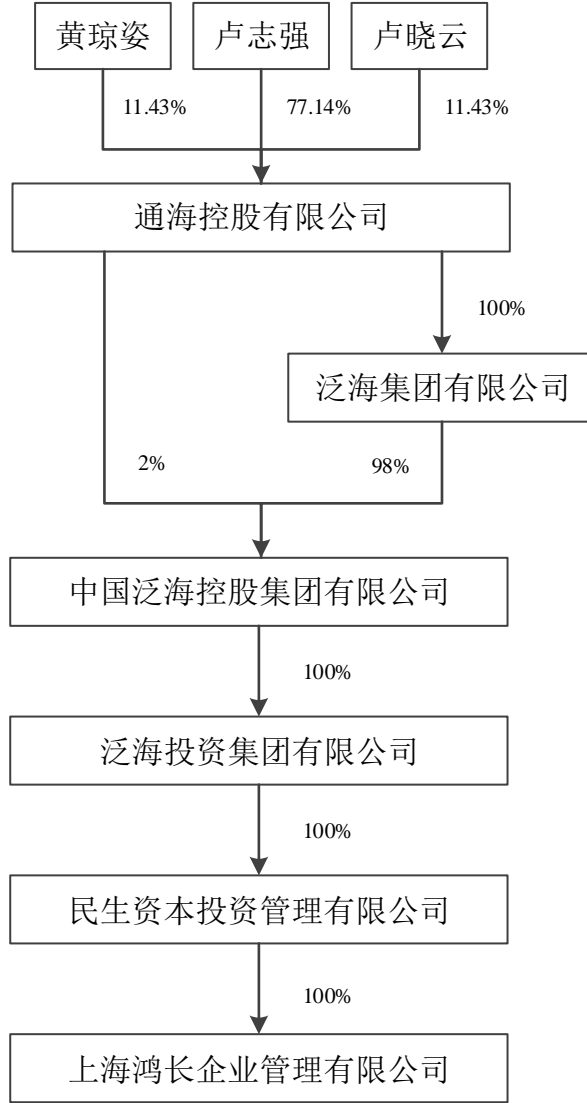 黄琼姿 卢志强 卢晓云
11.43% 77.14% 11.43%
通海控股有限公司
100%
泛海集团有限公司
2% 98%
中国泛海控股集团有限公司
100%
泛海投资集团有限公司
100%
民生资本投资管理有限公司
100%
上海鸿长企业管理有限公司